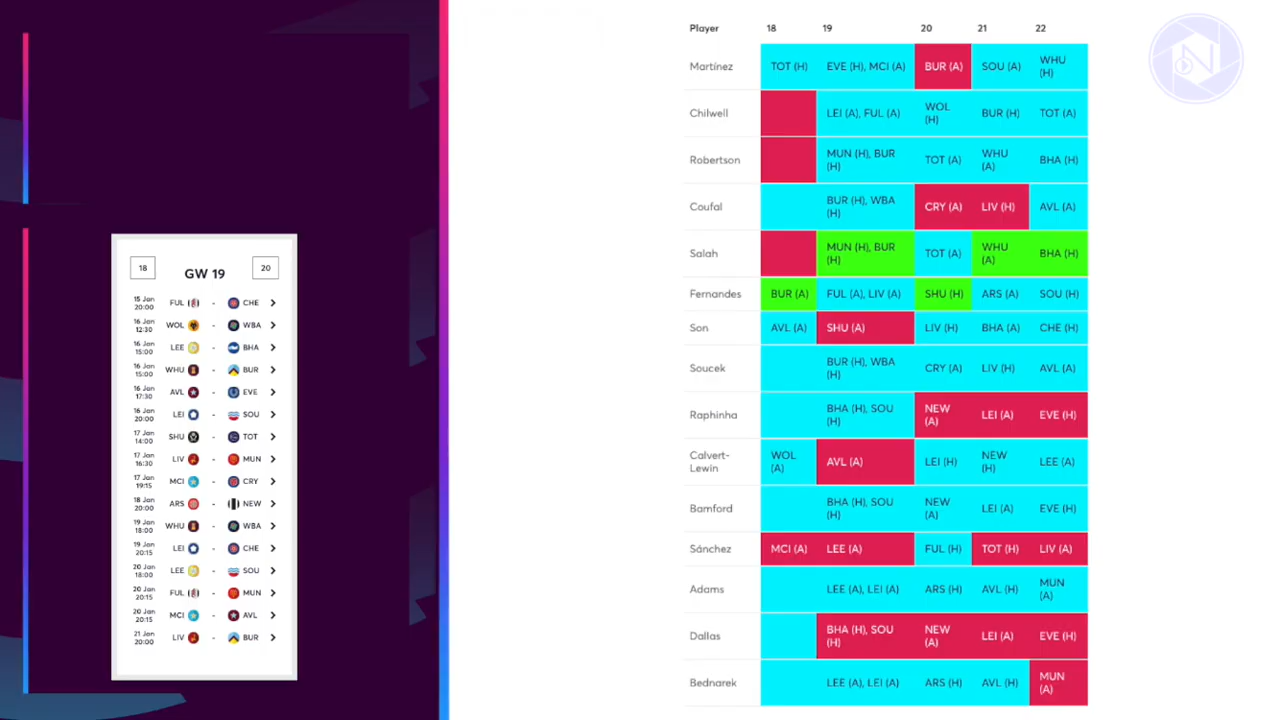 18
GW 19
20
15 Jan
20:00
FUL - CHE
16 Jan
12:30
WOL - WBA
16 Jan
15:00
LEE - BHA
16 Jan
15:00
WHU - BUR
16 Jan
17:30
AVL - EVE
16 Jan
20:00
LEI - SOU
17 Jan
14:00
SHU - TOT
17 Jan
16:30
LIV - MUN
17 Jan
19:15
MCI - CRY
18 Jan
20:00
ARS - NEW
19 Jan
18:00
WHU - WBA
19 Jan
20:15
LEI - CHE
20 Jan
18:00
LEE - SOU
20 Jan
20:15
FUL - MUN
20 Jan
20:15
MCI - AVL
21 Jan
20:00
LIV - BUR
Player 18 19 20 21 22
Martínez TOT (H) EVE (H), MCI (A) BUR (A) SOU (A) WHU
(H)
Chilwell LEI (A), FUL (A) WOL
(H) BUR (H) TOT (A)
Robertson MUN (H), BUR
(H) TOT (A) WHU
(A) BHA (H)
Coufal BUR (H), WBA
(H) CRY (A) LIV (H) AVL (A)
Salah MUN (H), BUR
(H) TOT (A) WHU
(A) BHA (H)
Fernandes BUR (A) FUL (A), LIV (A) SHU (H) ARS (A) SOU (H)
Son AVL (A) SHU (A) LIV (H) BHA (A) CHE (H)
Soucek BUR (H), WBA
(H) CRY (A) LIV (H) AVL (A)
Raphinha BHA (H), SOU
(H) NEW
(A) LEI (A) EVE (H)
Calvert-
Lewin WOL
(A) AVL (A) LEI (H) NEW
(H) LEE (A)
Bamford BHA (H), SOU
(H) NEW
(A) LEI (A) EVE (H)
Sánchez MCI (A) LEE (A) FUL (H) TOT (H) LIV (A)
Adams LEE (A), LEI (A) ARS (H) AVL (H) MUN
(A)
Dallas BHA (H), SOU
(H) NEW
(A) LEI (A) EVE (H)
Bednarek LEE (A), LEI (A) ARS (H) AVL (H) MUN
(A)
N